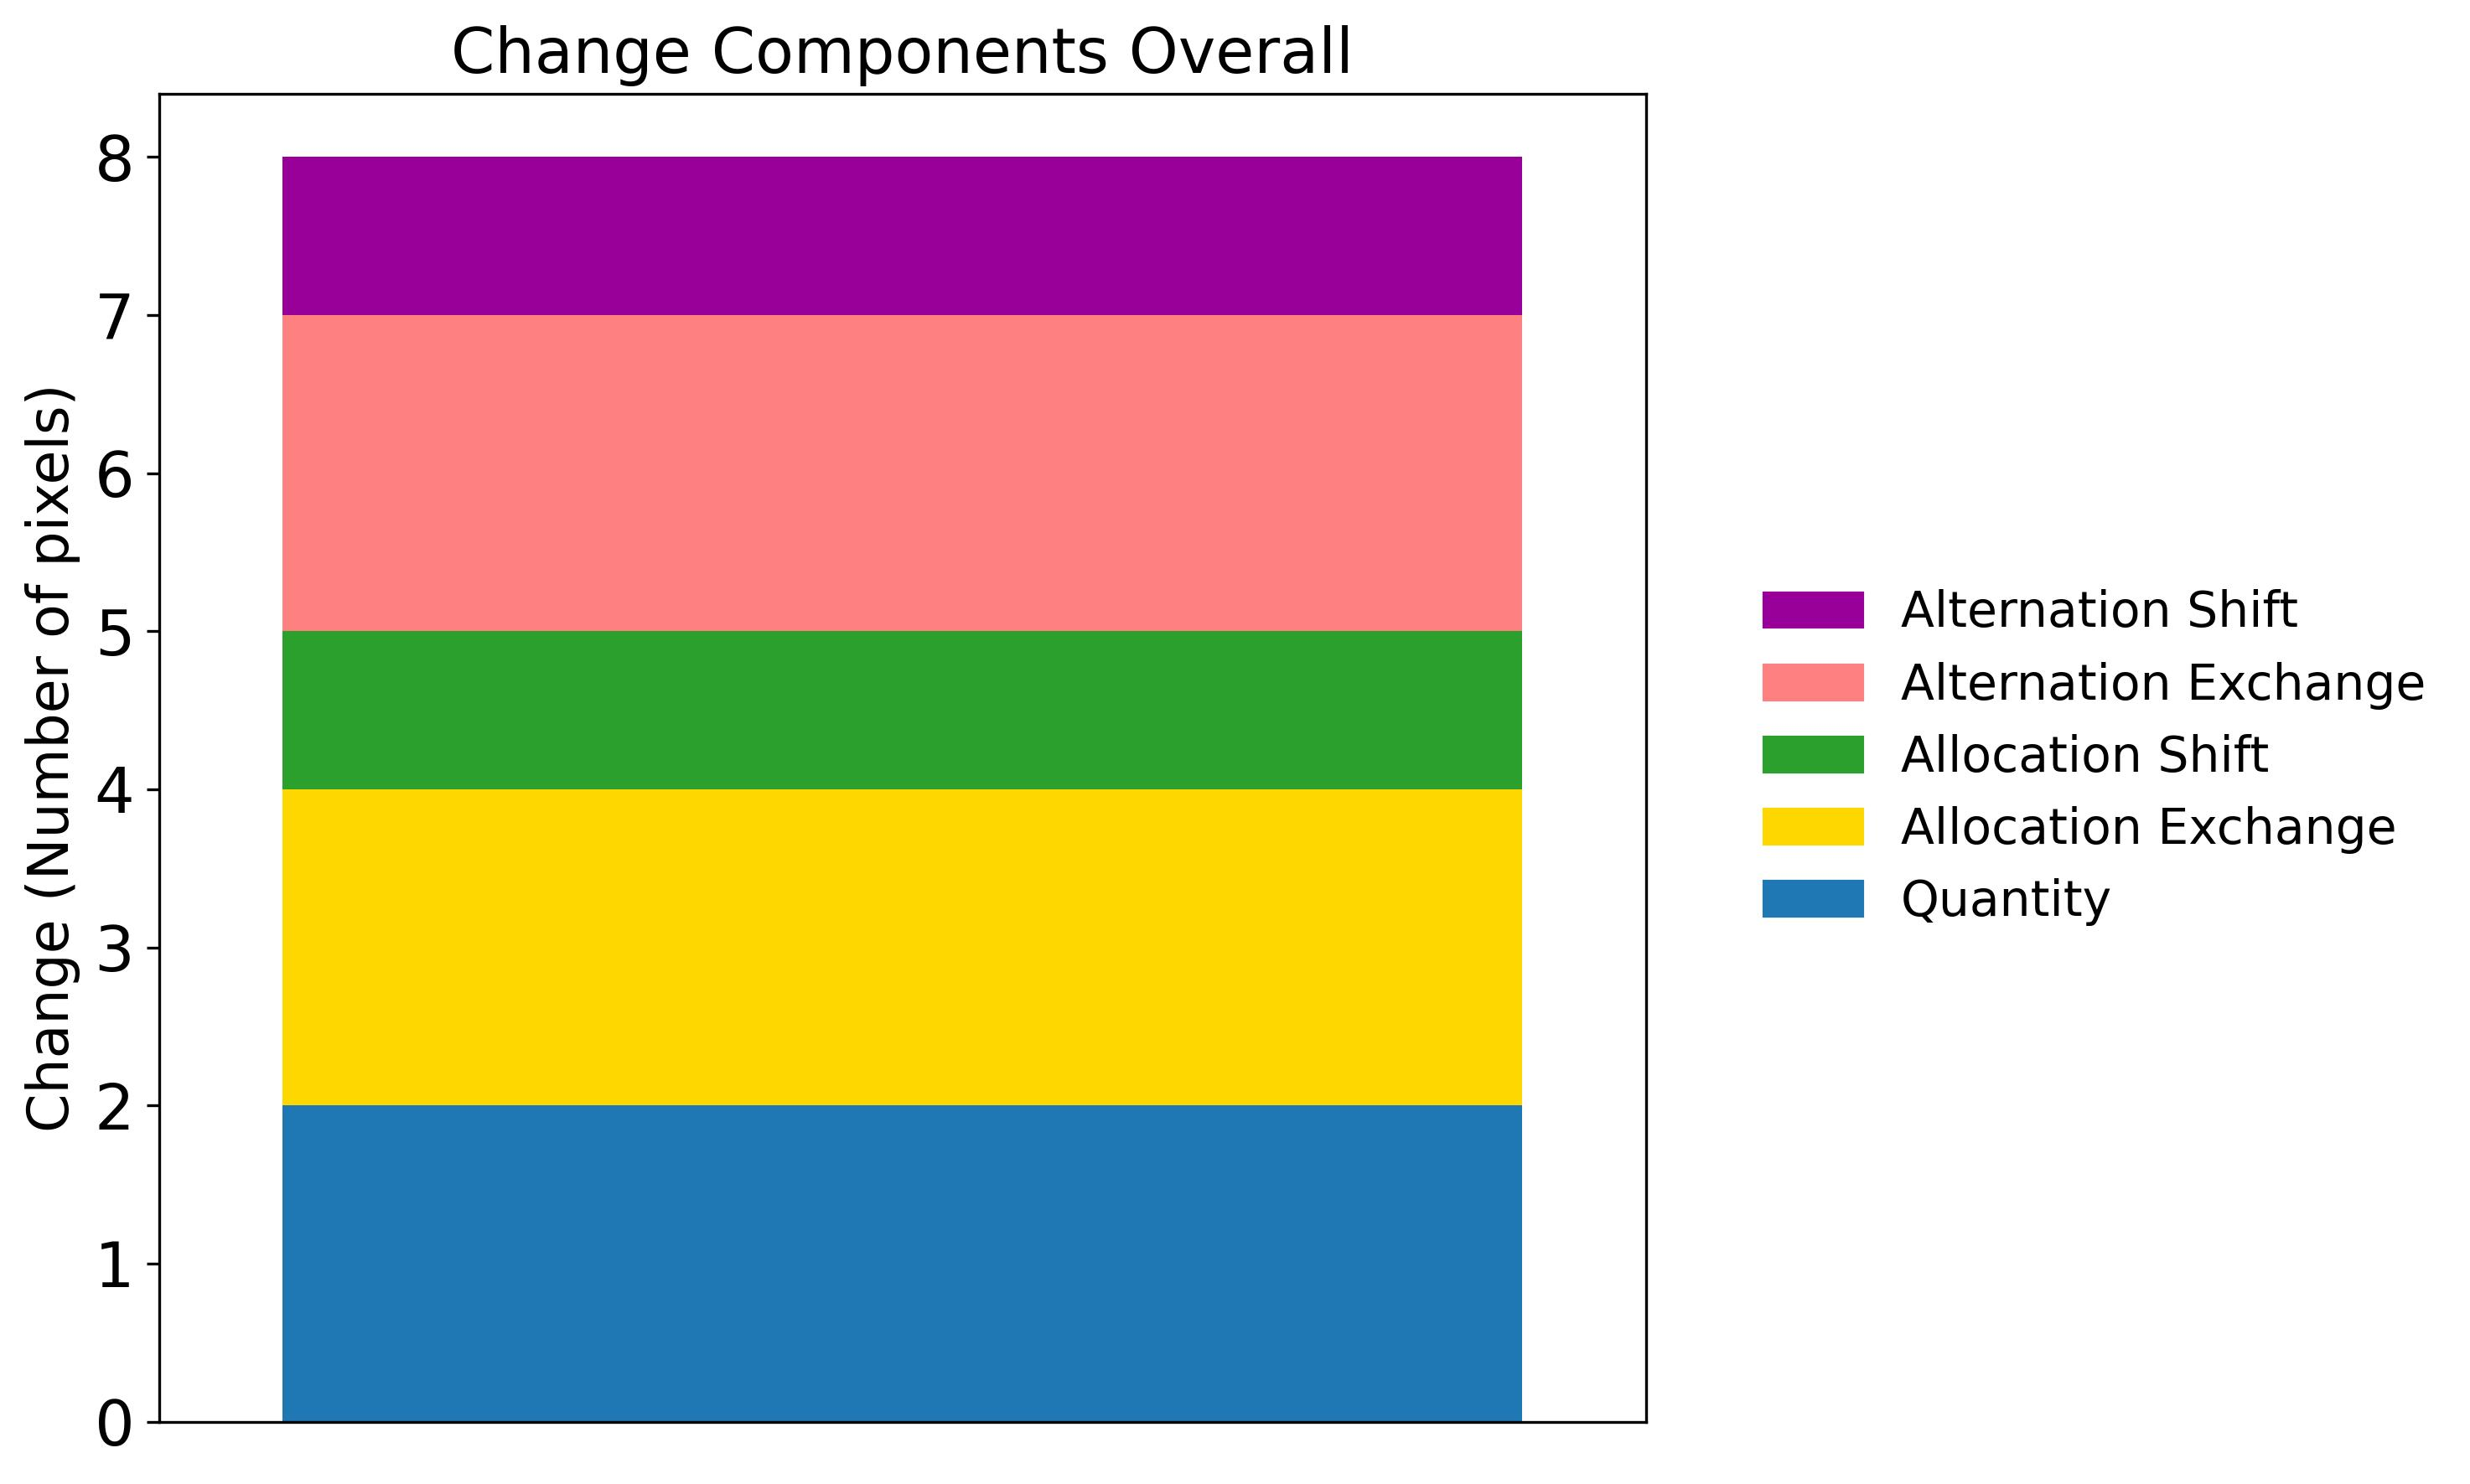 Change Components Overall
Change (Number of pixels)
8
7
6
5
4
3
2
1
0
Alternation Shift
Alternation Exchange
Allocation Shift
Allocation Exchange
Quantity